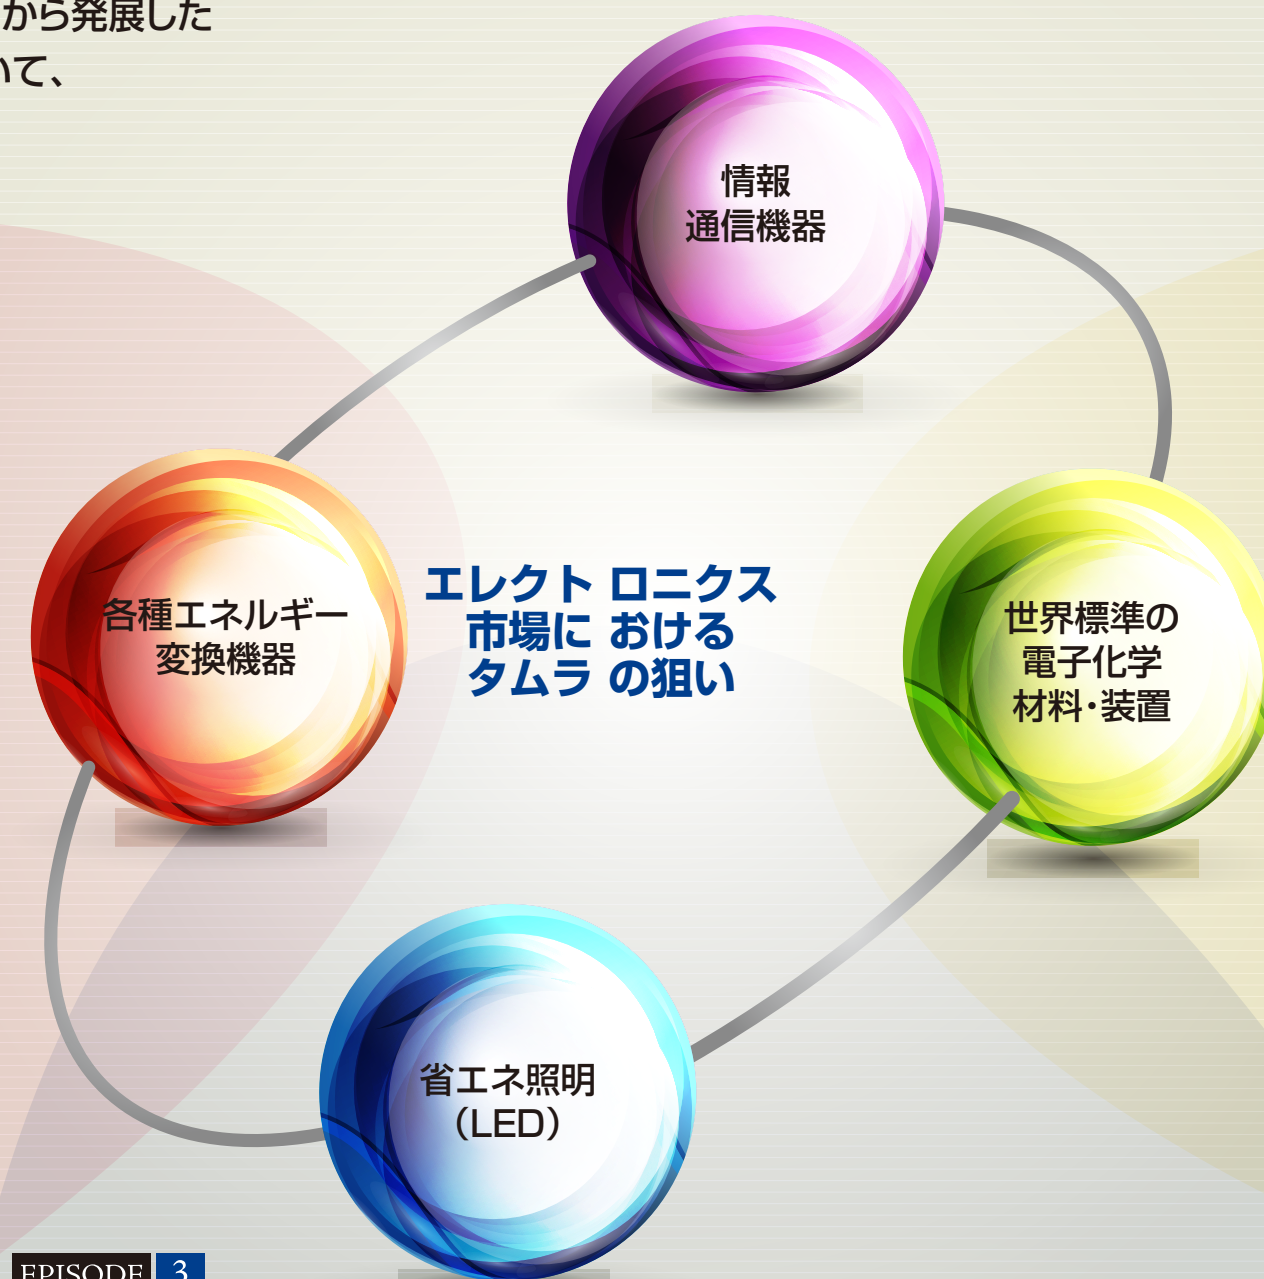 から発展した
いて、
情報
通信機器
各種エネルギー
変換機器
エレクトロニクス
市場における
タムラの狙い
世界標準の
電子化学
材料・装置
省エネ照明
（LED）
EPISODE 3